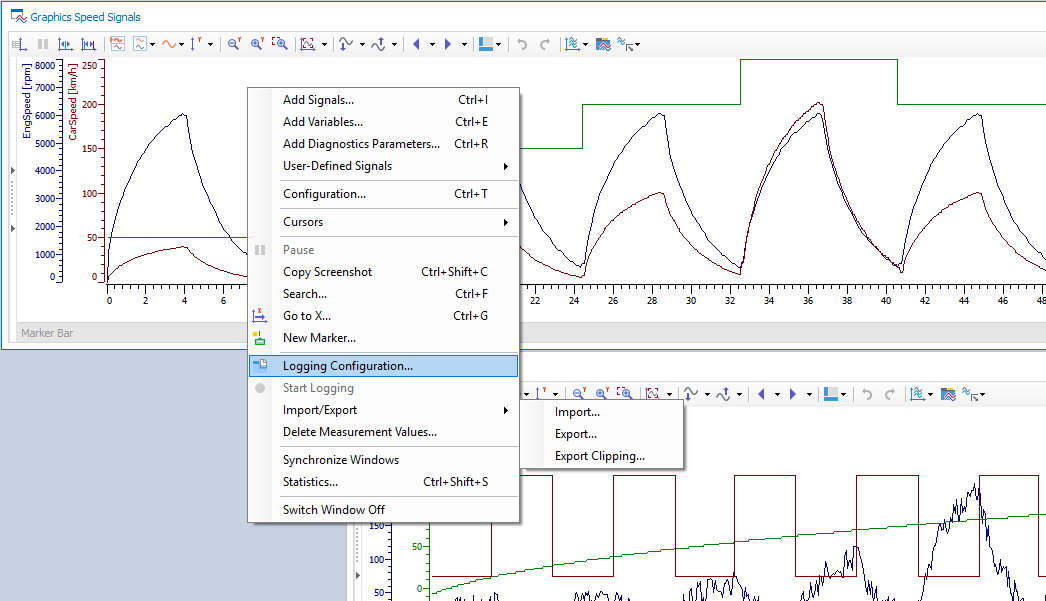 Graphics Speed Signals
EngSpeed [rpm]
8000
7000
6000
5000
4000
3000
2000
1000
0
CarSpeed [km/h]
250
200
150
100
50
0
0 2 4 6 22 24 26 28 30 32 34 36 38 40 42 44 46 48
Marker Bar
Add Signals... Ctrl+I
Add Variables... Ctrl+E
Add Diagnostics Parameters... Ctrl+R
User-Defined Signals
Configuration... Ctrl+T
Cursors
Pause
Copy Screenshot Ctrl+Shift+C
Search... Ctrl+F
Go to X... Ctrl+G
New Marker...
Logging Configuration...
Start Logging
Import/Export
Delete Measurement Values...
Synchronize Windows
Statistics... Ctrl+Shift+S
Switch Window Off
Import...
Export...
Export Clipping...
150
100
50
50
0